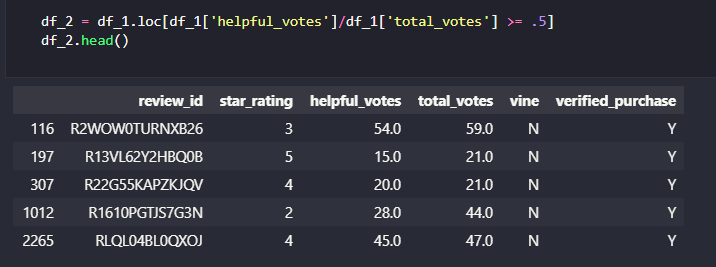 df_2 = df_1.loc[df_1['helpful_votes']/df_1['total_votes'] >= .5]
df_2.head()
review_id star_rating helpful_votes total_votes vine verified_purchase
116 R2WOW0TURNXB26 3 54.0 59.0 N Y
197 R13VL62Y2HBQ0B 5 15.0 21.0 N Y
307 R22G55KAPZKJQV 4 20.0 21.0 N Y
1012 R1610PGTJS7G3N 2 28.0 44.0 N Y
2265 RLQL04BL0QXOJ 4 45.0 47.0 N Y